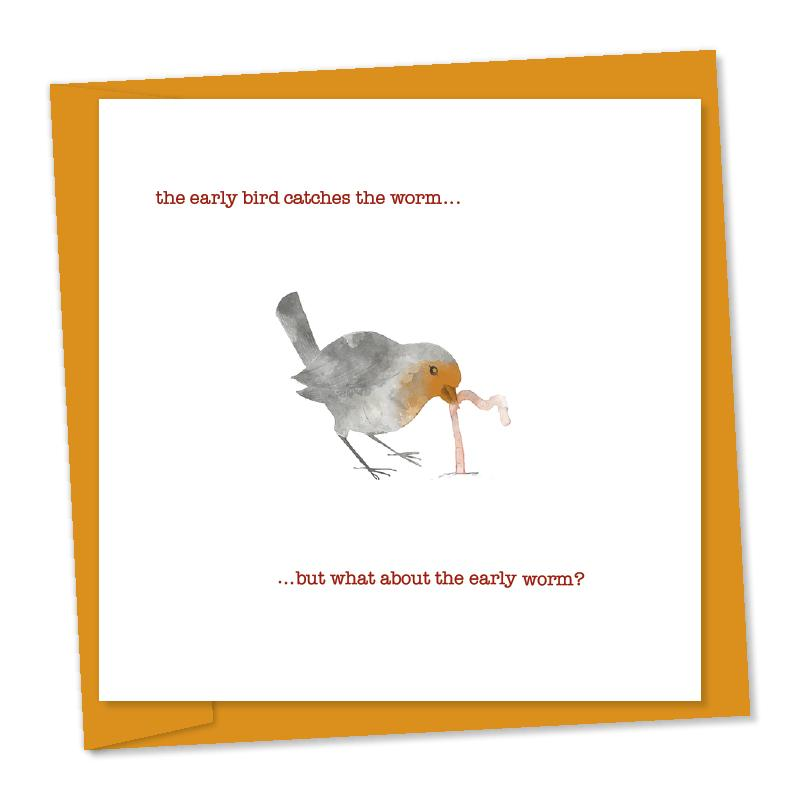 the early bird catches the worm...
...but what about the early worm?